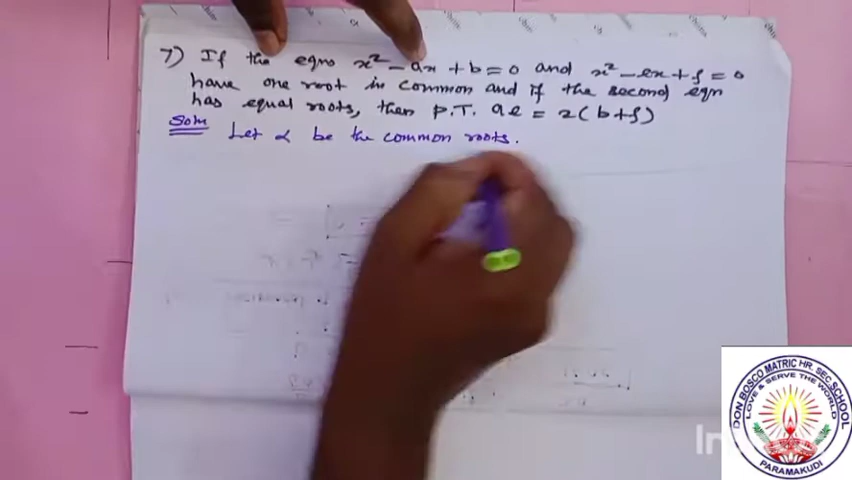 7) If the eqns x² - ax + b = 0 and x² - ex + f = 0
have one root in common and if the second eqn
has equal roots, then P.T. ae = 2(b+f)
Soln Let α be the common roots.
DON BOSCO MATRIC HR. SEC SCHOOL
LOVE & SERVE THE WORLD
PARAMAKUDI